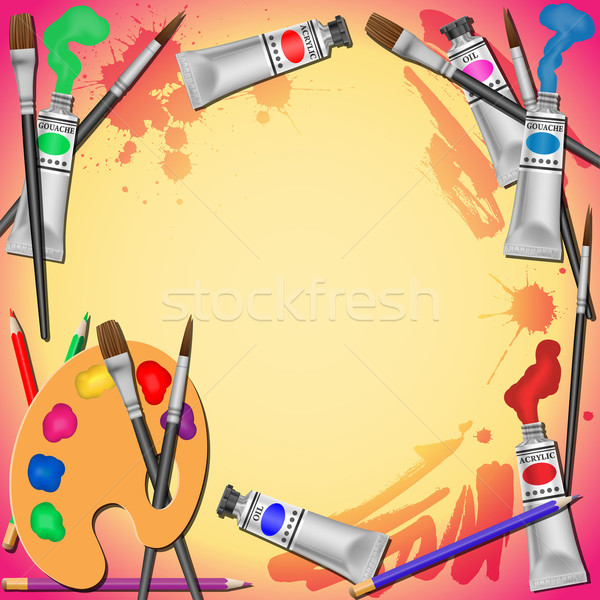 ACRYLIC
OIL
GOUACHE
GOUACHE
stockfresh
ACRYLIC
OIL